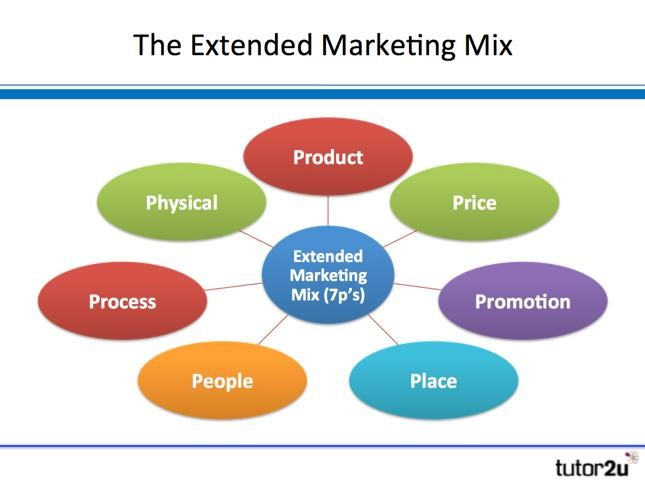 The Extended Marketing Mix
Product
Physical
Price
Extended
Marketing
Mix (7p's)
Process
Promotion
People
Place
tutor2u